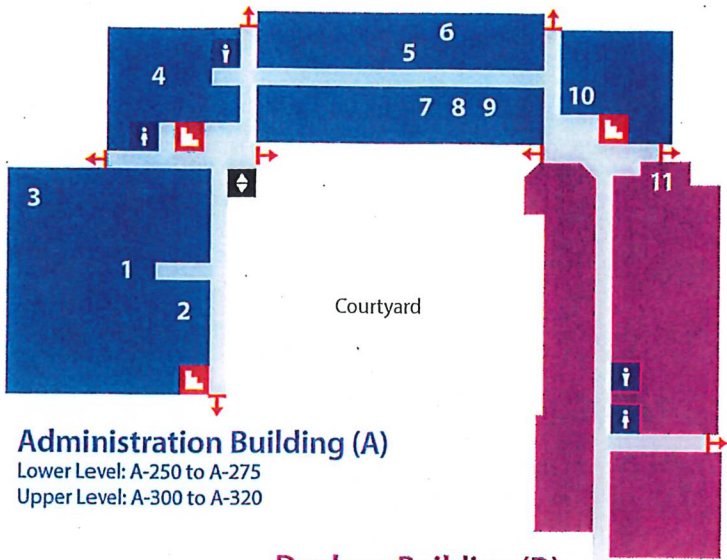 6
5
4
7 8 9
10
11
3
1
2
Courtyard
Administration Building (A)
Lower Level: A-250 to A-275
Upper Level: A-300 to A-320
Building (B)